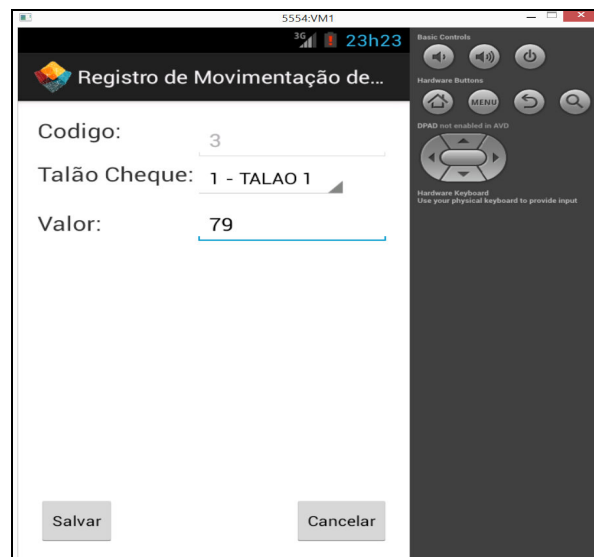 5554:VM1
3G 23h23
Registro de Movimentação de...
Codigo: 3
Talão Cheque: 1 - TALAO 1
Valor: 79
Salvar Cancelar
Basic Controls
Hardware Buttons
MENU
DPAD not enabled in AVD
Hardware Keyboard
Use your physical keyboard to provide input